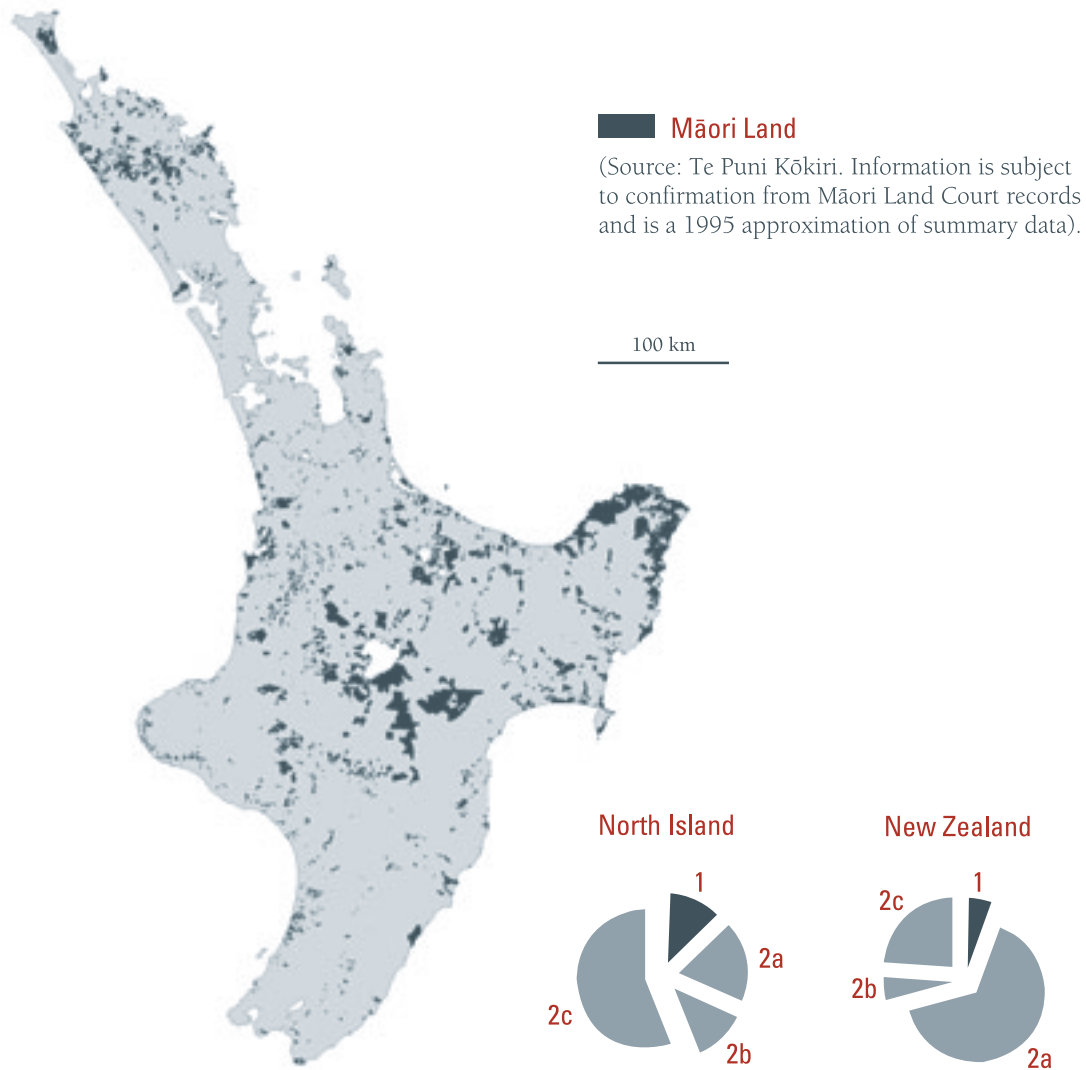 Māori Land
(Source: Te Puni Kōkiri. Information is subject
to confirmation from Māori Land Court records
and is a 1995 approximation of summary data).
100 km
North Island
1
2a
2b
2c
New Zealand
1
2a
2b
2c